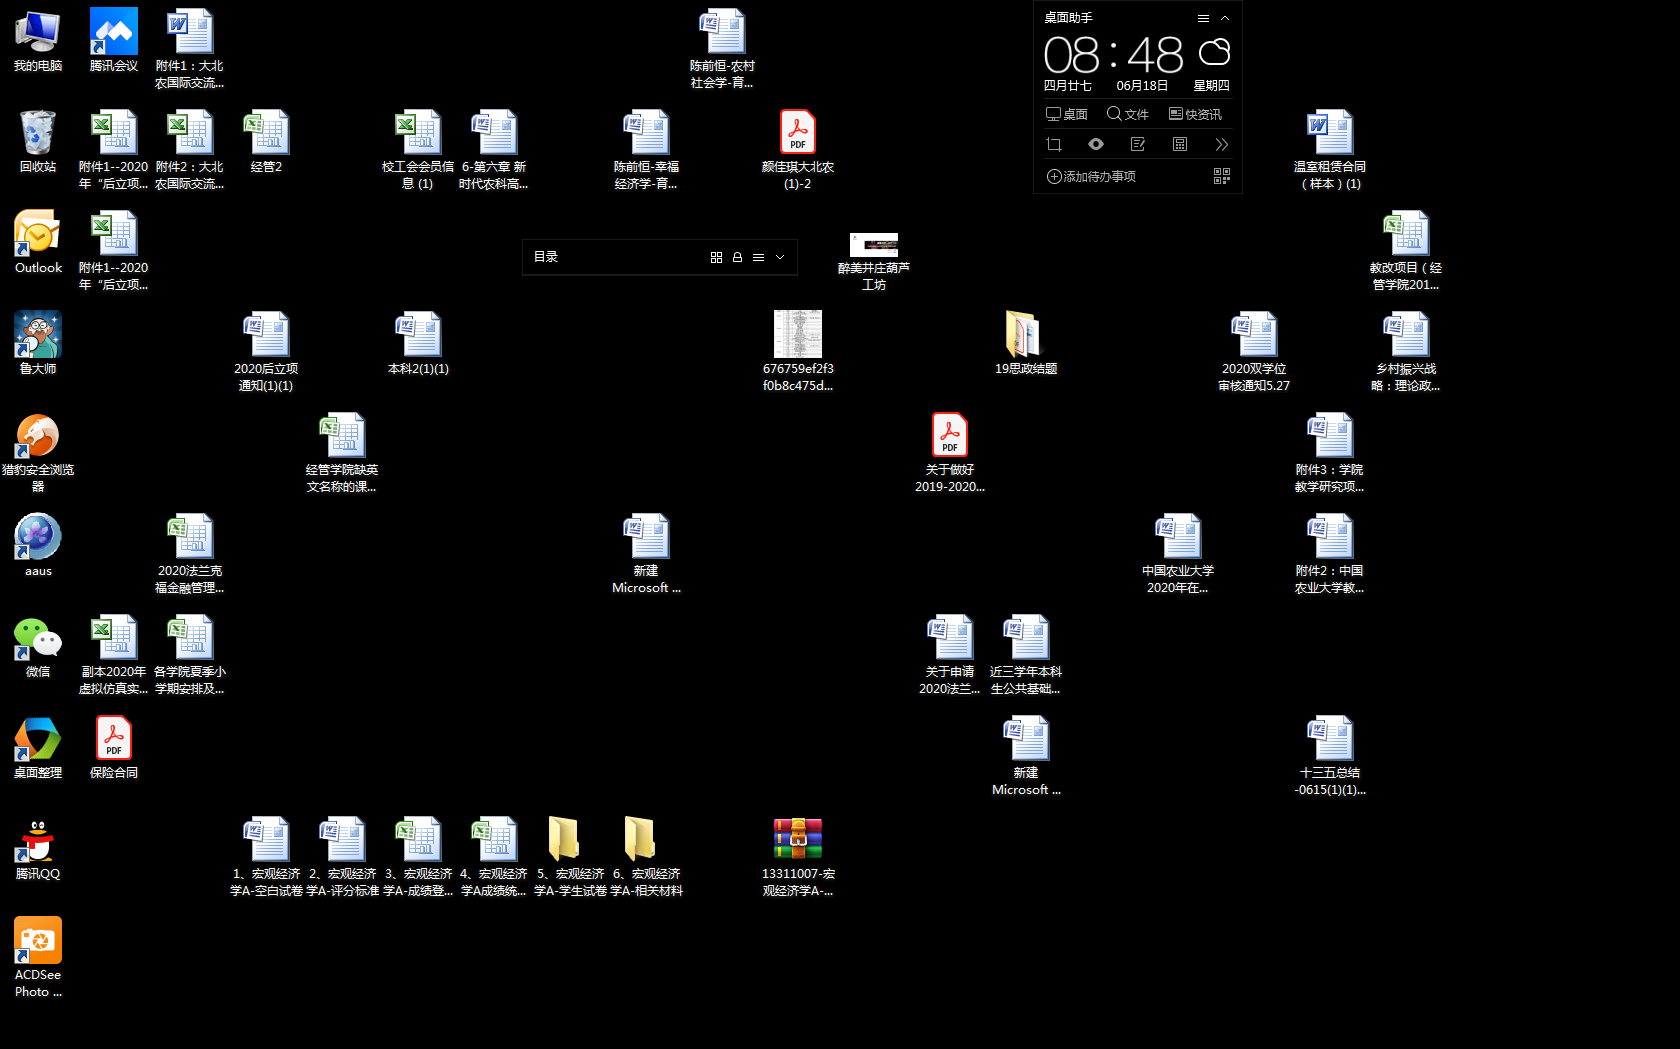 我的电脑
腾讯会议
附件1：大北
农国际交流...
陈前恒-农村
社会学-育...
桌面助手
08:48
四月廿七 06月18日 星期四
桌面 文件 快资讯
添加待办事项
回收站
附件1--2020
年“后立项...
附件2：大北
农国际交流...
经管2
校工会会员信
息 (1)
6-第六章 新
时代农科高...
陈前恒-幸福
经济学-育...
PDF
颜佳琪大北农
(1)-2
温室租赁合同
（样本）(1)
Outlook
附件1--2020
年“后立项...
目录
醉美井庄葫芦
工坊
教改项目（经
管学院201...
鲁大师
2020后立项
通知(1)(1)
本科2(1)(1)
676759ef2f3
f0b8c475d...
19思政结题
2020双学位
审核通知5.27
乡村振兴战
略：理论政...
猎豹安全浏览
器
经管学院缺英
文名称的课...
PDF
关于做好
2019-2020...
附件3：学院
教学研究项...
aaus
2020法兰克
福金融管理...
新建
Microsoft ...
中国农业大学
2020年在...
附件2：中国
农业大学教...
微信
副本2020年
虚拟仿真实...
各学院夏季小
学期安排及...
关于申请
2020法兰...
近三学年本科
生公共基础...
桌面整理
PDF
保险合同
新建
Microsoft ...
十三五总结
-0615(1)(1)...
腾讯QQ
1、宏观经济
学A-空白试卷
2、宏观经济
学A-评分标准
3、宏观经济
学A-成绩登...
4、宏观经济
学A成绩统...
5、宏观经济
学A-学生试卷
6、宏观经济
学A-相关材料
13311007-宏
观经济学A-...
ACDSee
Photo ...